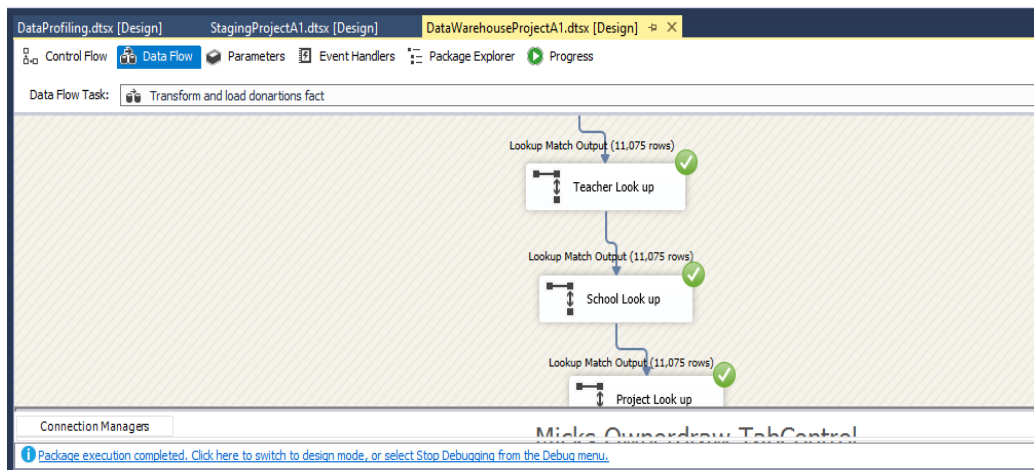 DataProfiling.dtsx [Design] StagingProjectA1.dtsx [Design] DataWarehouseProjectA1.dtsx [Design]
Control Flow Data Flow Parameters Event Handlers Package Explorer Progress
Data Flow Task: Transform and load donartions fact
Lookup Match Output (11,075 rows)
Teacher Look up
Lookup Match Output (11,075 rows)
School Look up
Lookup Match Output (11,075 rows)
Project Look up
Connection Managers
Micks Ownerdraw TabControl
Package execution completed. Click here to switch to design mode, or select Stop Debugging from the Debug menu.